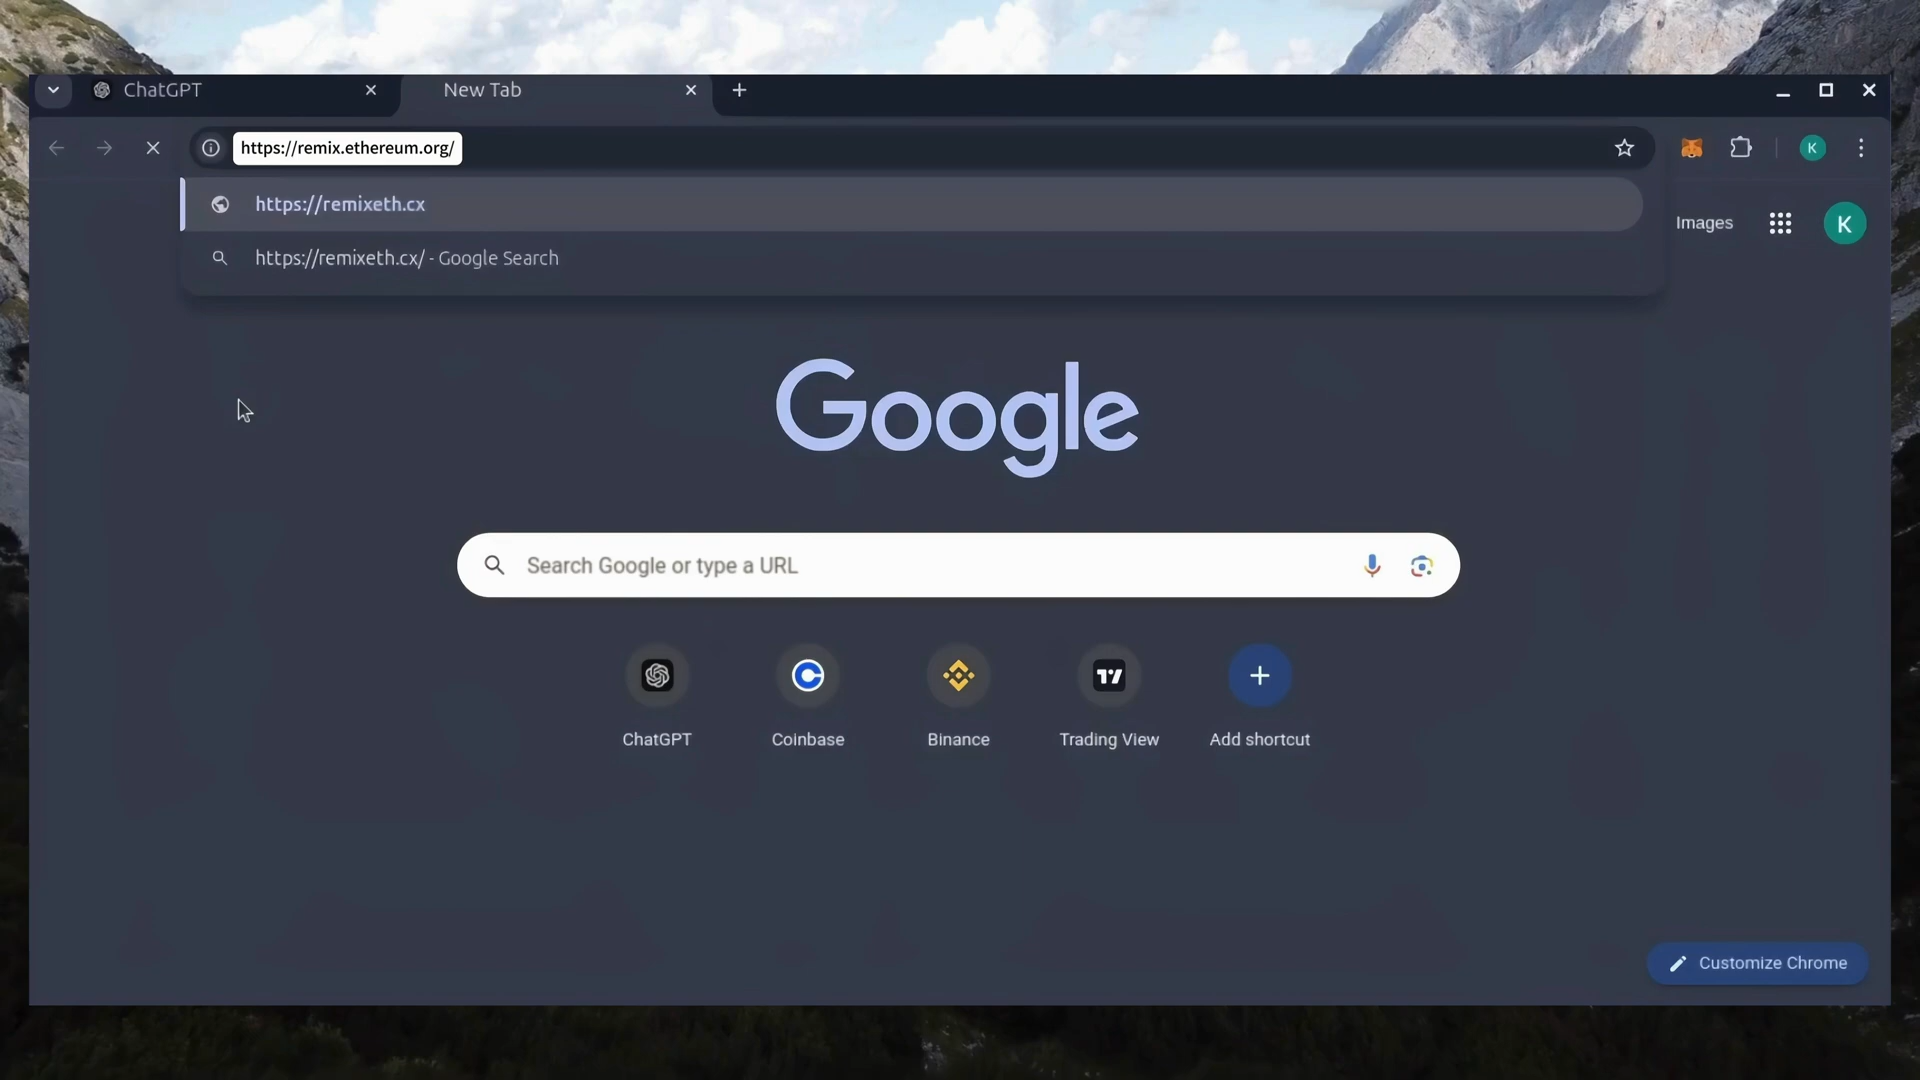 ChatGPT
New Tab
https://remix.ethereum.org/
K
https://remixeth.cx
https://remixeth.cx/ - Google Search
Images
K
Google
Search Google or type a URL
ChatGPT
Coinbase
Binance
Trading View
Add shortcut
Customize Chrome